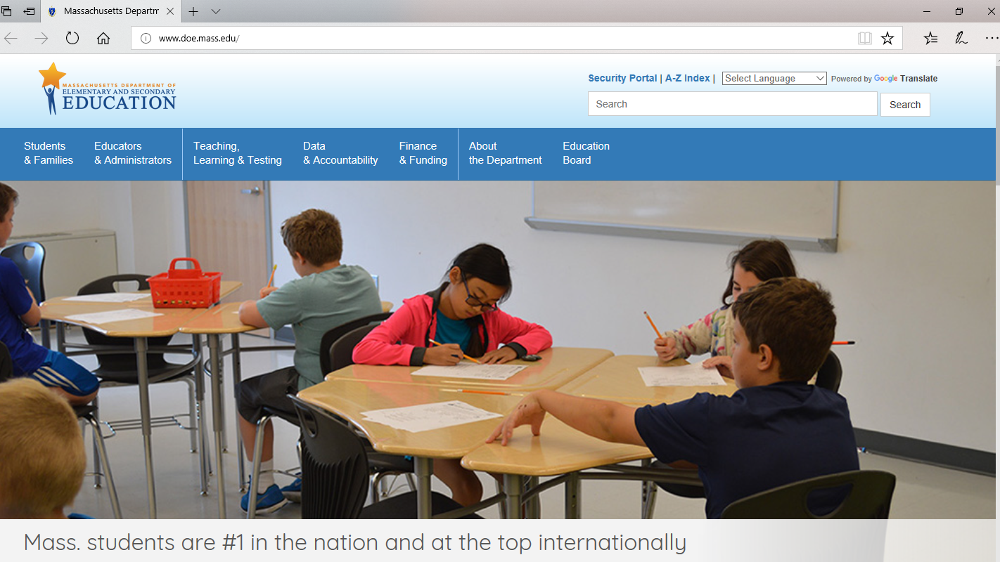 Massachusetts Departm
www.doe.mass.edu/
MASSACHUSETTS DEPARTMENT OF
ELEMENTARY AND SECONDARY
EDUCATION
Security Portal | A-Z Index |
Select Language
Powered by Google Translate
Search
Search
Students
& Families
Educators
& Administrators
Teaching,
Learning & Testing
Data
& Accountability
Finance
& Funding
About
the Department
Education
Board
Mass. students are #1 in the nation and at the top internationally